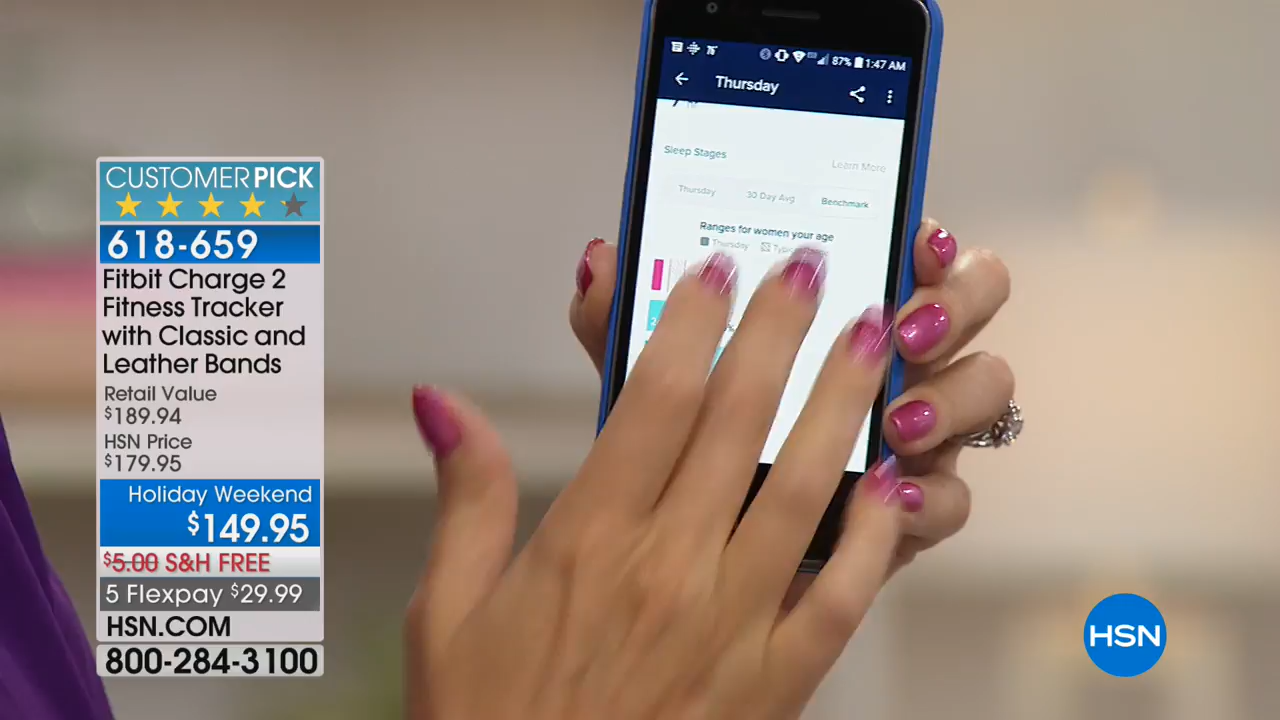 CUSTOMER PICK
618-659
Fitbit Charge 2
Fitness Tracker
with Classic and
Leather Bands
Retail Value
$189.94
HSN Price
$179.95
Holiday Weekend
$149.95
$5.00 S&H FREE
5 Flexpay $29.99
HSN.COM
800-284-3100
87% 1:47 AM
Thursday
Sleep Stages
Learn More
Thursday 30 Day Avg Benchmark
Ranges for women your age
Thursday
HSN